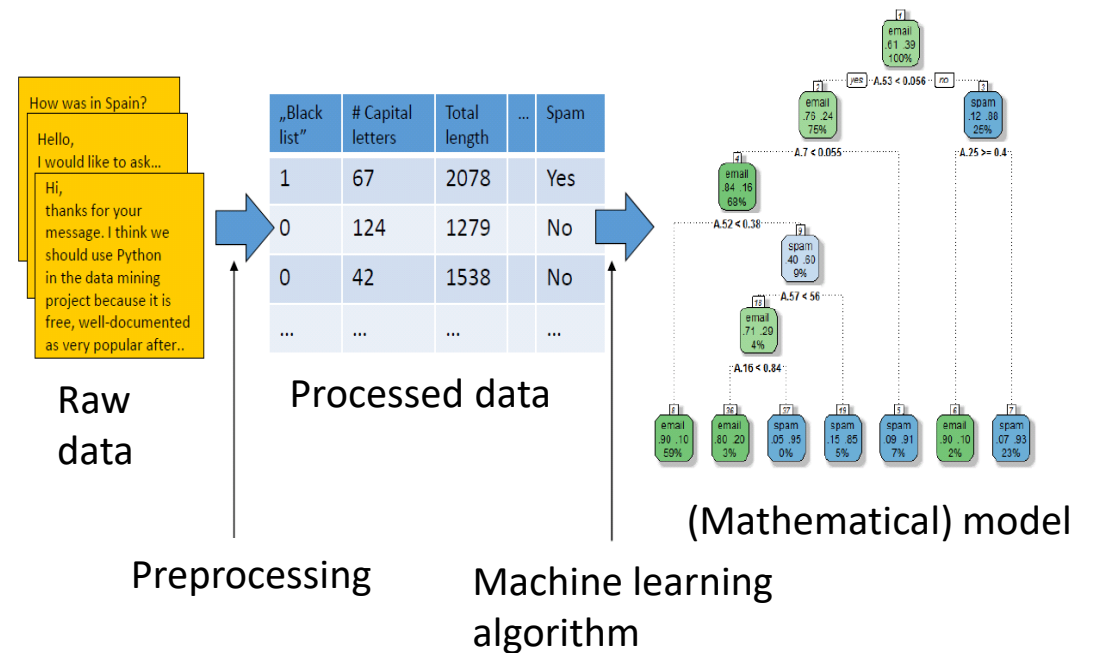 How was in Spain?
Hello,
I would like to ask...
Hi,
thanks for your
message. I think we
should use Python
in the data mining
project because it is
free, well-documented
as very popular after..
Raw
data
Preprocessing
„Black list” # Capital letters Total length ... Spam
1 67 2078 Yes
0 124 1279 No
0 42 1538 No
... ... ... ...
Processed data
Machine learning
algorithm
1
email
.61 .39
100%
yes A.53 < 0.056 no
2
email
.76 .24
75%
3
spam
.12 .88
25%
A.7 < 0.055
A.25 >= 0.4
4
email
.84 .16
68%
A.52 < 0.38
9
spam
.40 .60
9%
A.57 < 56
18
email
.71 .29
4%
A.16 < 0.84
8
email
.90 .10
59%
36
email
.80 .20
3%
37
spam
.05 .95
0%
19
spam
.15 .85
5%
5
spam
.09 .91
7%
6
email
.90 .10
2%
7
spam
.07 .93
23%
(Mathematical) model